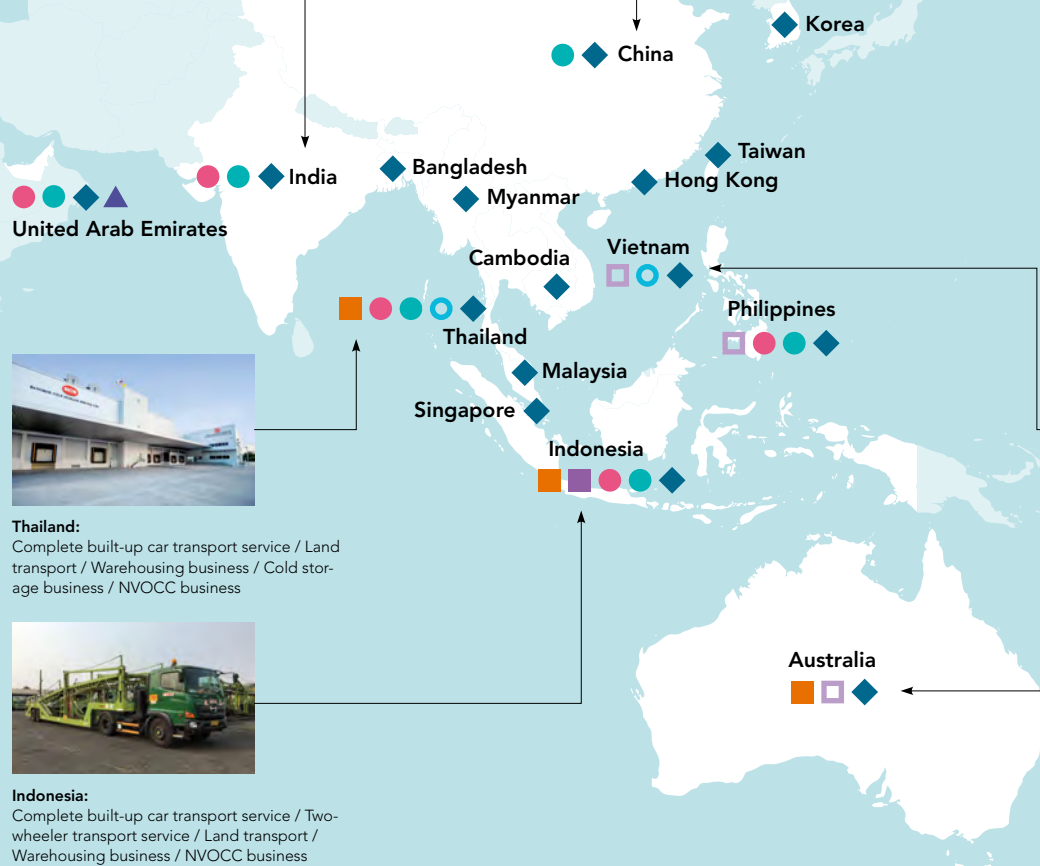 Korea
China
Taiwan
Bangladesh
Hong Kong
India
Myanmar
United Arab Emirates
Vietnam
Cambodia
Philippines
Thailand
Malaysia
Singapore
Indonesia
Thailand:
Complete built-up car transport service / Land
transport / Warehousing business / Cold stor-
age business / NVOCC business
Australia
Indonesia:
Complete built-up car transport service / Two-
wheeler transport service / Land transport /
Warehousing business / NVOCC business